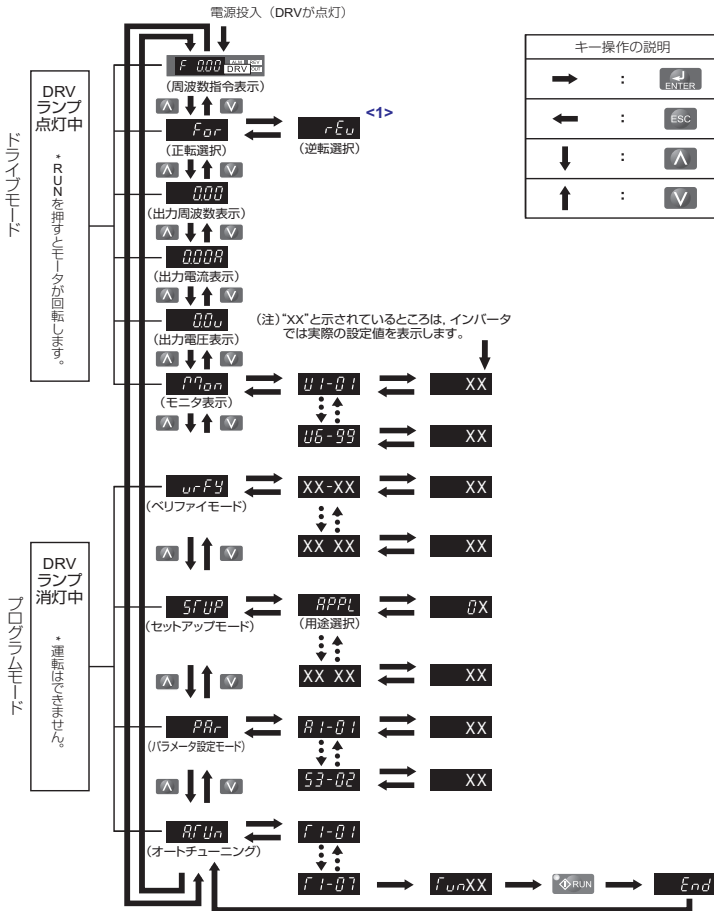 電源投入（DRVが点灯）
F 0.00
ALM REV
DRV OUT
(周波数指令表示)
キー操作の説明
→ : ENTER
← : ESC
↓ : ∧
↑ : ∨
ドライブモード
DRV
ランプ
点灯中
*RUNを押すとモータが回転します。
For
(正転選択)
rEv
<1>
(逆転選択)
0.00
(出力周波数表示)
0.00A
(出力電流表示)
0.0v
(出力電圧表示)
(注)“XX”と示されているところは，インバータ
では実際の設定値を表示します。
Mon
(モニタ表示)
U1-01
XX
U6-99
XX
プログラムモード
DRV
ランプ
消灯中
*運転はできません。
vrFY
(ベリファイモード)
XX-XX
XX
XX XX
XX
STUP
(セットアップモード)
APPL
(用途選択)
0X
XX XX
XX
PAr
(パラメータ設定モード)
A1-01
XX
S3-02
XX
A.TUn
(オートチューニング)
T1-01
T1-07
TunXX
RUN
End